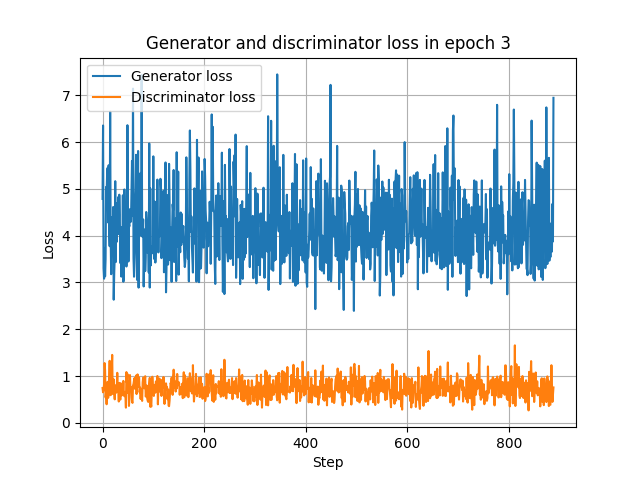 Generator and discriminator loss in epoch 3
Generator loss
Discriminator loss
7
6
5
4
3
2
1
0
Loss
0 200 400 600 800
Step